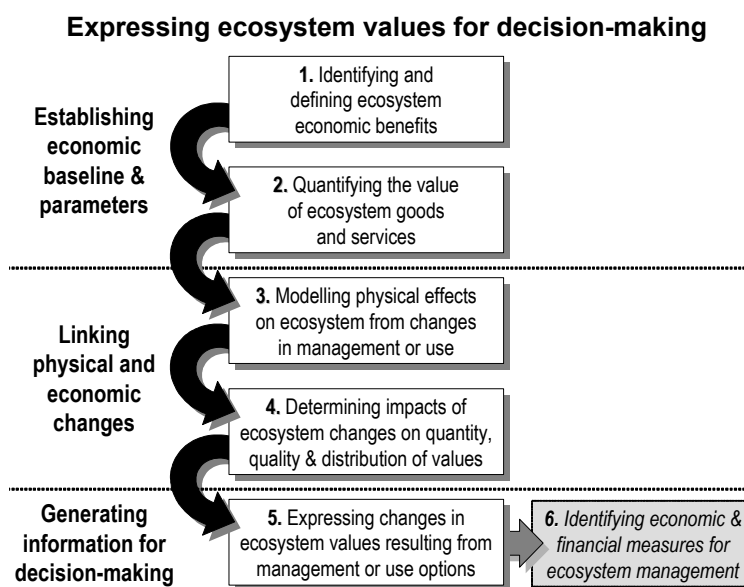 Expressing ecosystem values for decision-making
Establishing
economic
baseline &
parameters
1. Identifying and
defining ecosystem
economic benefits
2. Quantifying the value
of ecosystem goods
and services
Linking
physical and
economic
changes
3. Modelling physical effects
on ecosystem from changes
in management or use
4. Determining impacts of
ecosystem changes on quantity,
quality & distribution of values
Generating
information for
decision-making
5. Expressing changes in
ecosystem values resulting from
management or use options
6. Identifying economic &
financial measures for
ecosystem management